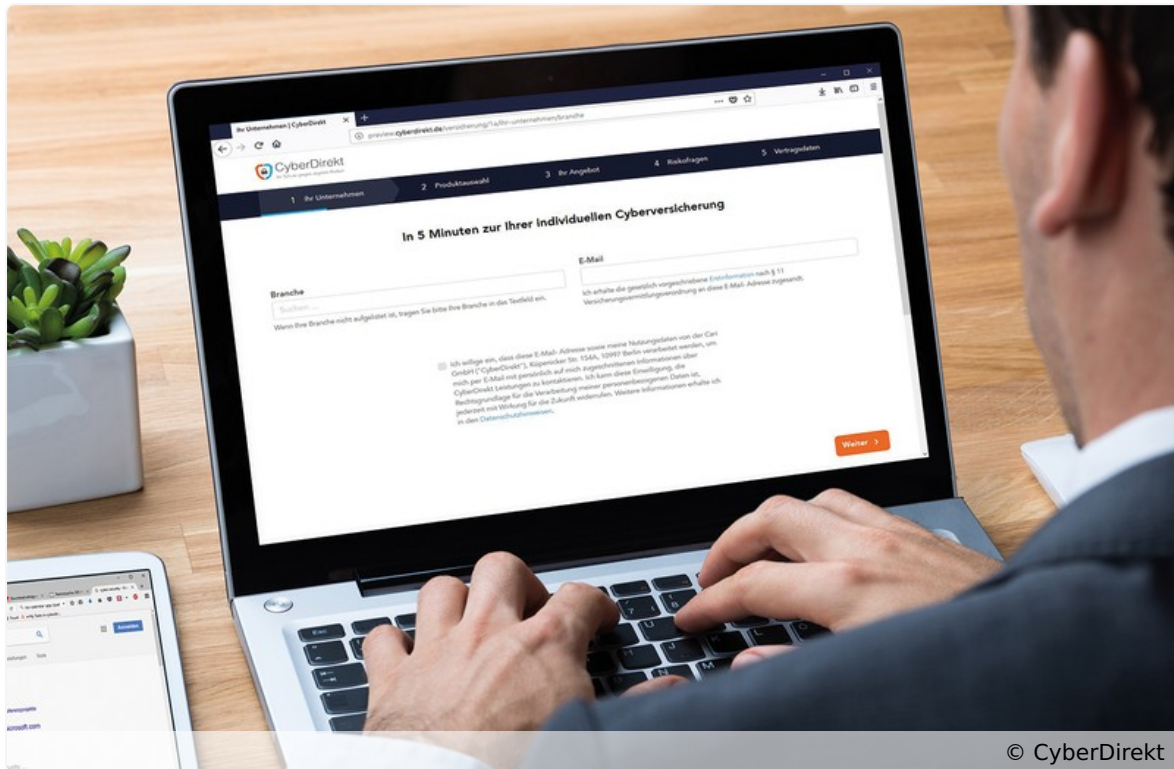 Ihr Unternehmen | CyberDirekt
preview.cyberdirekt.de/versicherung/1a/ihr-unternehmen/branche
CyberDirekt
1 Ihr Unternehmen 2 Produktauswahl 3 Ihr Angebot 4 Risikofragen 5 Vertragsdaten
In 5 Minuten zur Ihrer individuellen Cyberversicherung
Branche
Suchen ...
Wenn Ihre Branche nicht aufgelistet ist, tragen Sie bitte Ihre Branche in das Textfeld ein.
E-Mail
Ich erhalte die gesetzlich vorgeschriebene Erstinformation nach § 11
Versicherungsvermittlungsverordnung an diese E-Mail- Adresse zugesandt.
Ich willige ein, dass diese E-Mail- Adresse sowie meine Nutzungsdaten von der Cari
GmbH ("CyberDirekt"), Köpenicker Str. 154A, 10997 Berlin verarbeitet werden, um
mich per E-Mail mit persönlich auf mich zugeschnittenen Informationen über
CyberDirekt Leistungen zu kontaktieren. Ich kann diese Einwilligung, die
Rechtsgrundlage für die Verarbeitung meiner personenbezogenen Daten ist,
jederzeit mit Wirkung für die Zukunft widerrufen. Weitere Informationen erhalte ich
in den Datenschutzhinweisen.
Weiter >
Anmelden
Tools
Esc
7
8
U
J
K
L
N
M
© CyberDirekt